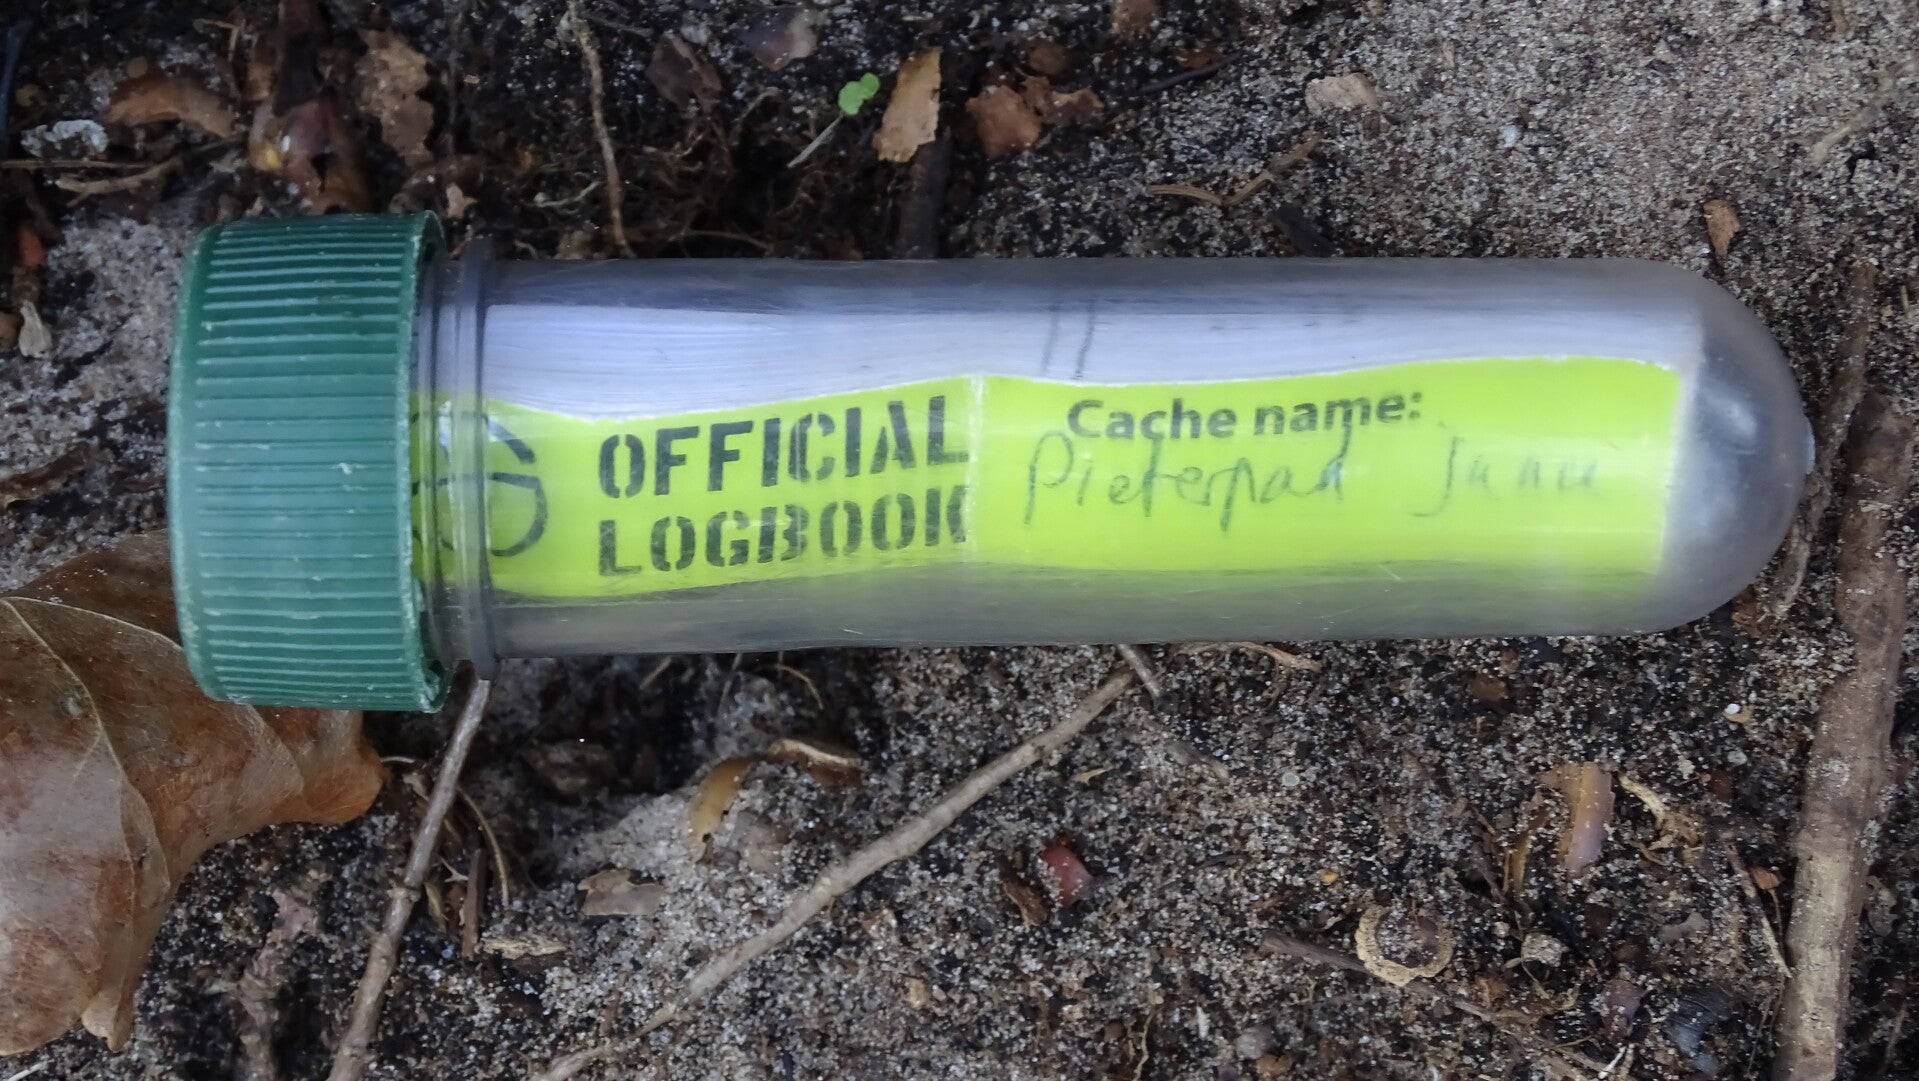 OFFICIAL
LOGBOOK
Cache name:
Pieterpad